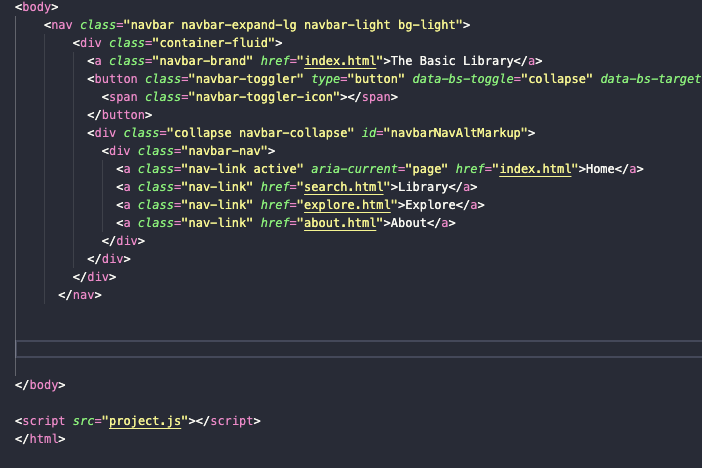 <body>
<nav class="navbar navbar-expand-lg navbar-light bg-light">
<div class="container-fluid">
<a class="navbar-brand" href="index.html">The Basic Library</a>
<button class="navbar-toggler" type="button" data-bs-toggle="collapse" data-bs-target
<span class="navbar-toggler-icon"></span>
</button>
<div class="collapse navbar-collapse" id="navbarNavAltMarkup">
<div class="navbar-nav">
<a class="nav-link active" aria-current="page" href="index.html">Home</a>
<a class="nav-link" href="search.html">Library</a>
<a class="nav-link" href="explore.html">Explore</a>
<a class="nav-link" href="about.html">About</a>
</div>
</div>
</div>
</nav>
</body>
<script src="project.js"></script>
</html>